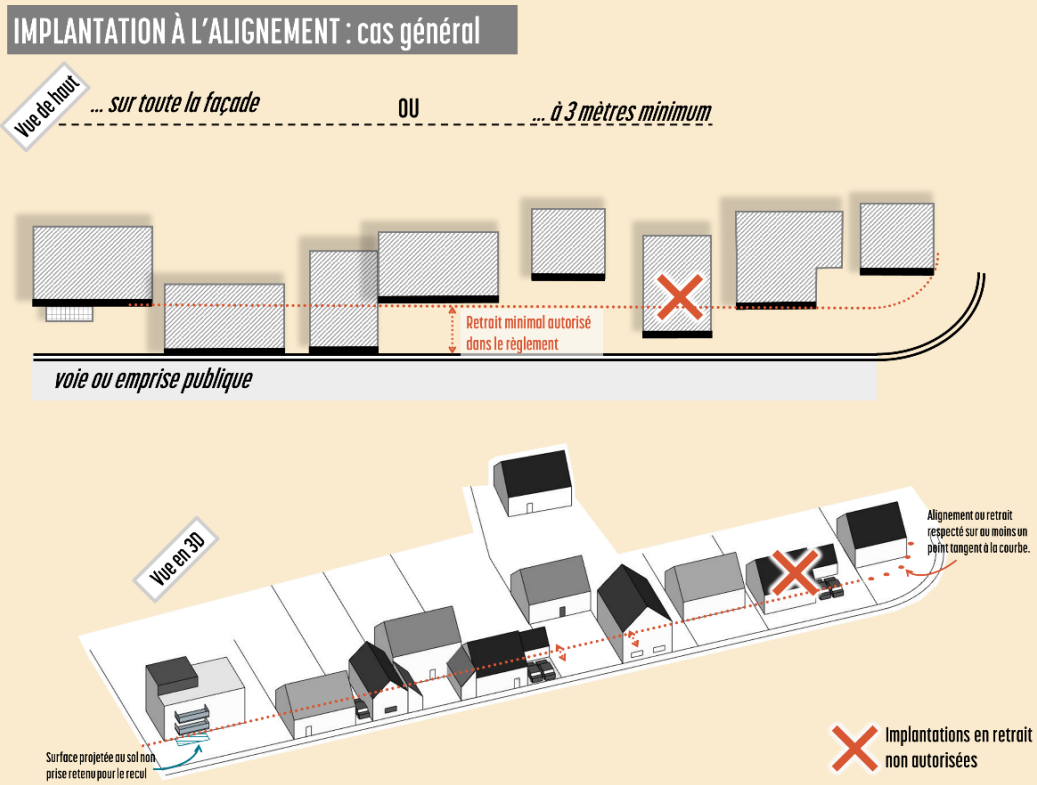 IMPLANTATION À L'ALIGNEMENT : cas général
Vue de haut
... sur toute la façade
OU
... à 3 mètres minimum
Retrait minimal autorisé
dans le règlement
voie ou emprise publique
Vue en 3D
Alignement ou retrait
respecté sur au moins un
point tangent à la courbe.
Surface projetée au sol non
prise retenu pour le recul
Implantations en retrait
non autorisées